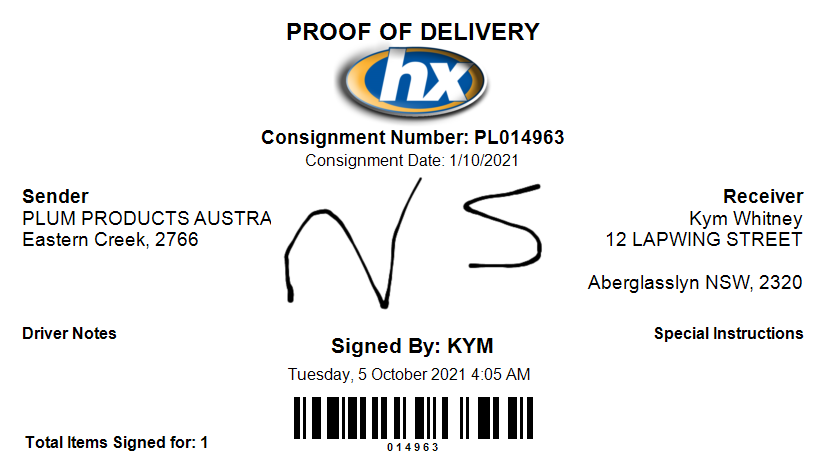 PROOF OF DELIVERY
hx
Consignment Number: PL014963
Consignment Date: 1/10/2021
Sender
PLUM PRODUCTS AUSTRA
Eastern Creek, 2766
NS
Receiver
Kym Whitney
12 LAPWING STREET
Aberglasslyn NSW, 2320
Driver Notes
Special Instructions
Signed By: KYM
Tuesday, 5 October 2021 4:05 AM
014963
Total Items Signed for: 1